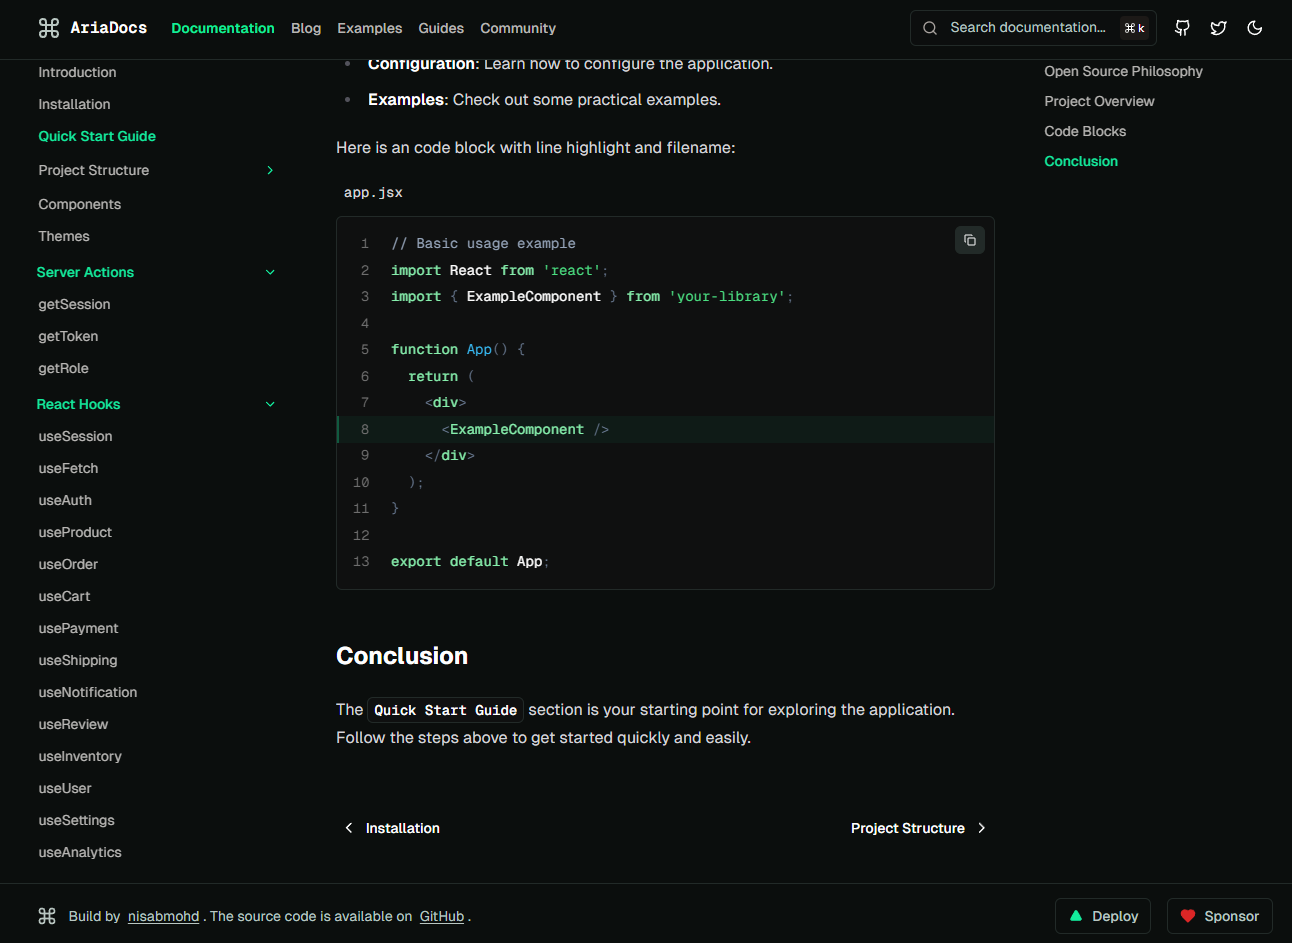 AriaDocs
Documentation
Blog
Examples
Guides
Community
Search documentation...
⌘ k
Introduction
Installation
Quick Start Guide
Project Structure
Components
Themes
Server Actions
getSession
getToken
getRole
React Hooks
useSession
useFetch
useAuth
useProduct
useOrder
useCart
usePayment
useShipping
useNotification
useReview
useInventory
useUser
useSettings
useAnalytics
Configuration: Learn how to configure the application.
Examples: Check out some practical examples.
Here is an code block with line highlight and filename:
app.jsx
1 // Basic usage example
2 import React from 'react';
3 import { ExampleComponent } from 'your-library';
4
5 function App() {
6 return (
7 <div>
8 <ExampleComponent />
9 </div>
10 );
11 }
12
13 export default App;
Conclusion
The Quick Start Guide section is your starting point for exploring the application.
Follow the steps above to get started quickly and easily.
Installation
Project Structure
Open Source Philosophy
Project Overview
Code Blocks
Conclusion
Build by nisabmohd . The source code is available on GitHub .
Deploy
Sponsor